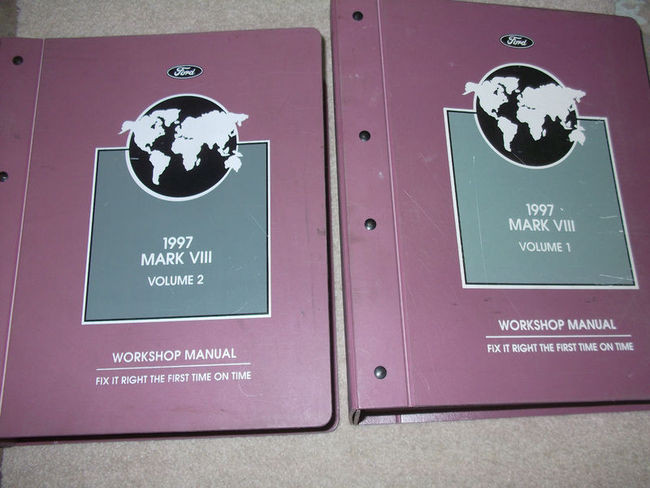 Ford
1997
MARK VIII
VOLUME 2
WORKSHOP MANUAL
FIX IT RIGHT THE FIRST TIME ON TIME
Ford
1997
MARK VIII
VOLUME 1
WORKSHOP MANUAL
FIX IT RIGHT THE FIRST TIME ON TIME